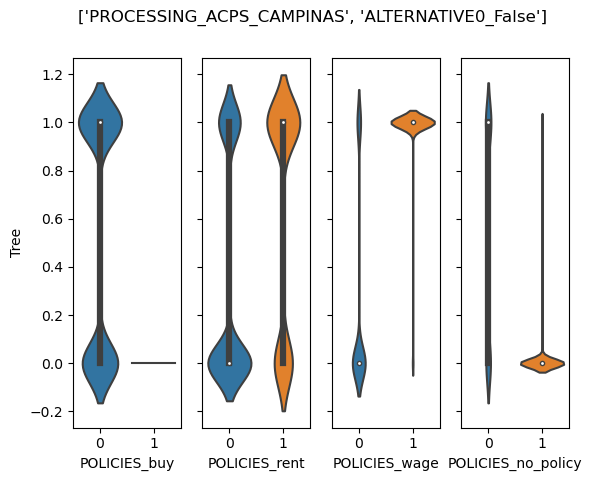 ['PROCESSING_ACPS_CAMPINAS', 'ALTERNATIVE0_False']
Tree
1.2
1.0
0.8
0.6
0.4
0.2
0.0
−0.2
0 1 0 1 0 1 0 1
POLICIES_buy POLICIES_rent POLICIES_wage POLICIES_no_policy